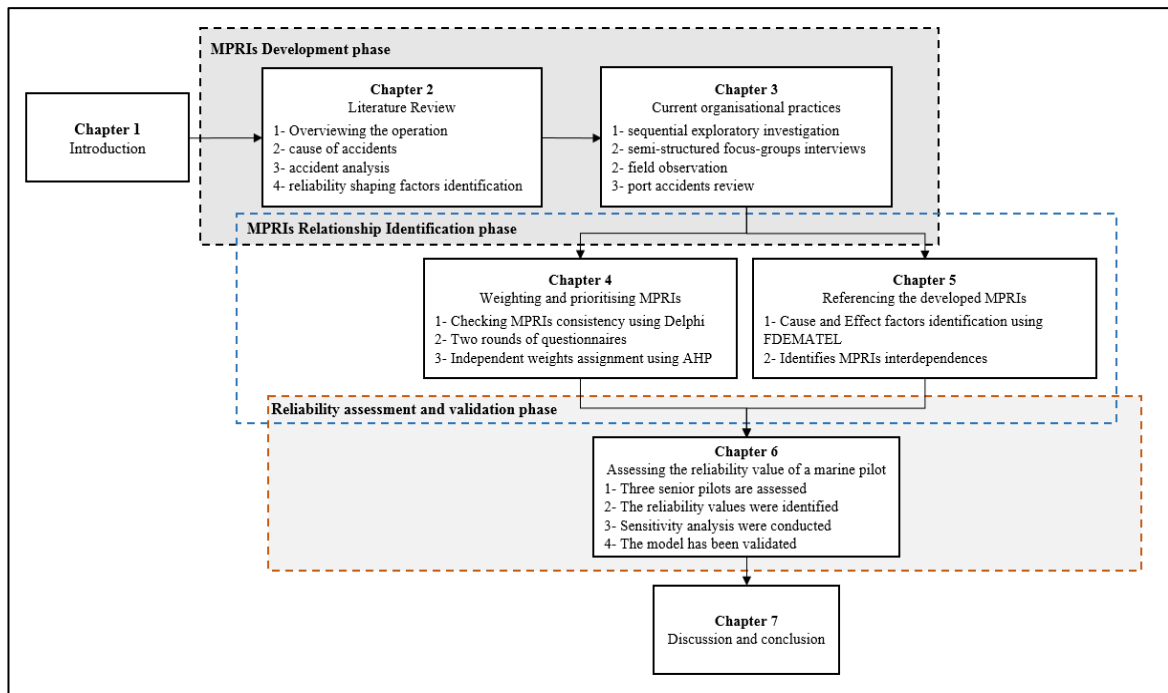 MPRIs Development phase
Chapter 1
Introduction
Chapter 2
Literature Review
1- Overviewing the operation
2- cause of accidents
3- accident analysis
4- reliability shaping factors identification
Chapter 3
Current organisational practices
1- sequential exploratory investigation
2- semi-structured focus-groups interviews
2- field observation
3- port accidents review
MPRIs Relationship Identification phase
Chapter 4
Weighting and prioritising MPRIs
1- Checking MPRIs consistency using Delphi
2- Two rounds of questionnaires
3- Independent weights assignment using AHP
Chapter 5
Referencing the developed MPRIs
1- Cause and Effect factors identification using
FDEMATEL
2- Identifies MPRIs interdependences
Reliability assessment and validation phase
Chapter 6
Assessing the reliability value of a marine pilot
1- Three senior pilots are assessed
2- The reliability values were identified
3- Sensitivity analysis were conducted
4- The model has been validated
Chapter 7
Discussion and conclusion